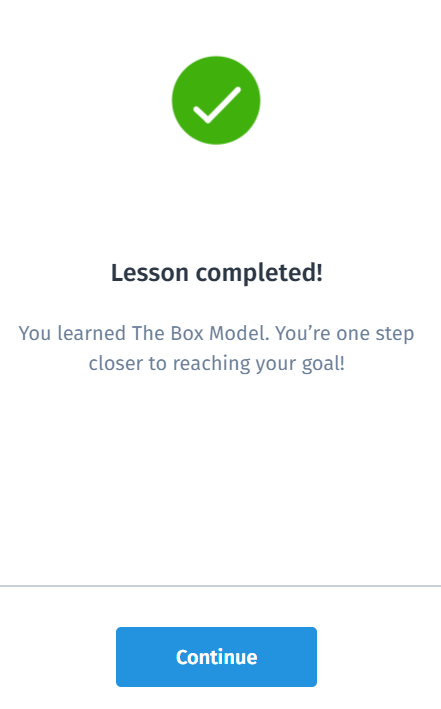 Lesson completed!
You learned The Box Model. You’re one step
closer to reaching your goal!
Continue